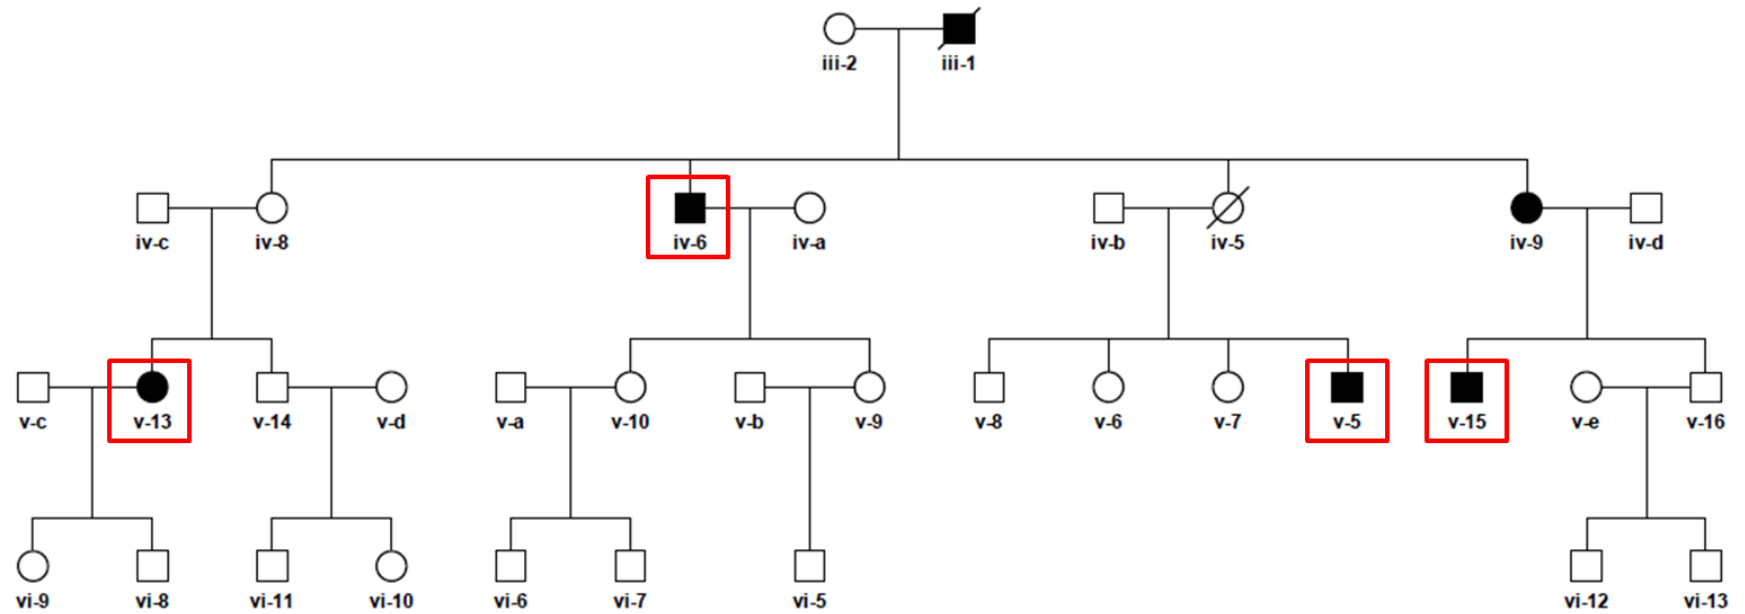 iii-2 iii-1
iv-c iv-8 iv-6 iv-a iv-b iv-5 iv-9 iv-d
v-c v-13 v-14 v-d v-a v-10 v-b v-9 v-8 v-6 v-7 v-5 v-15 v-e v-16
vi-9 vi-8 vi-11 vi-10 vi-6 vi-7 vi-5 vi-12 vi-13